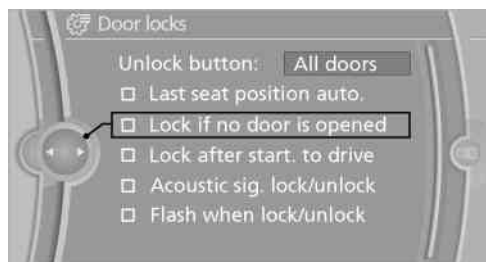 Door locks
Unlock button: All doors
Last seat position auto.
Lock if no door is opened
Lock after start. to drive
Acoustic sig. lock/unlock
Flash when lock/unlock